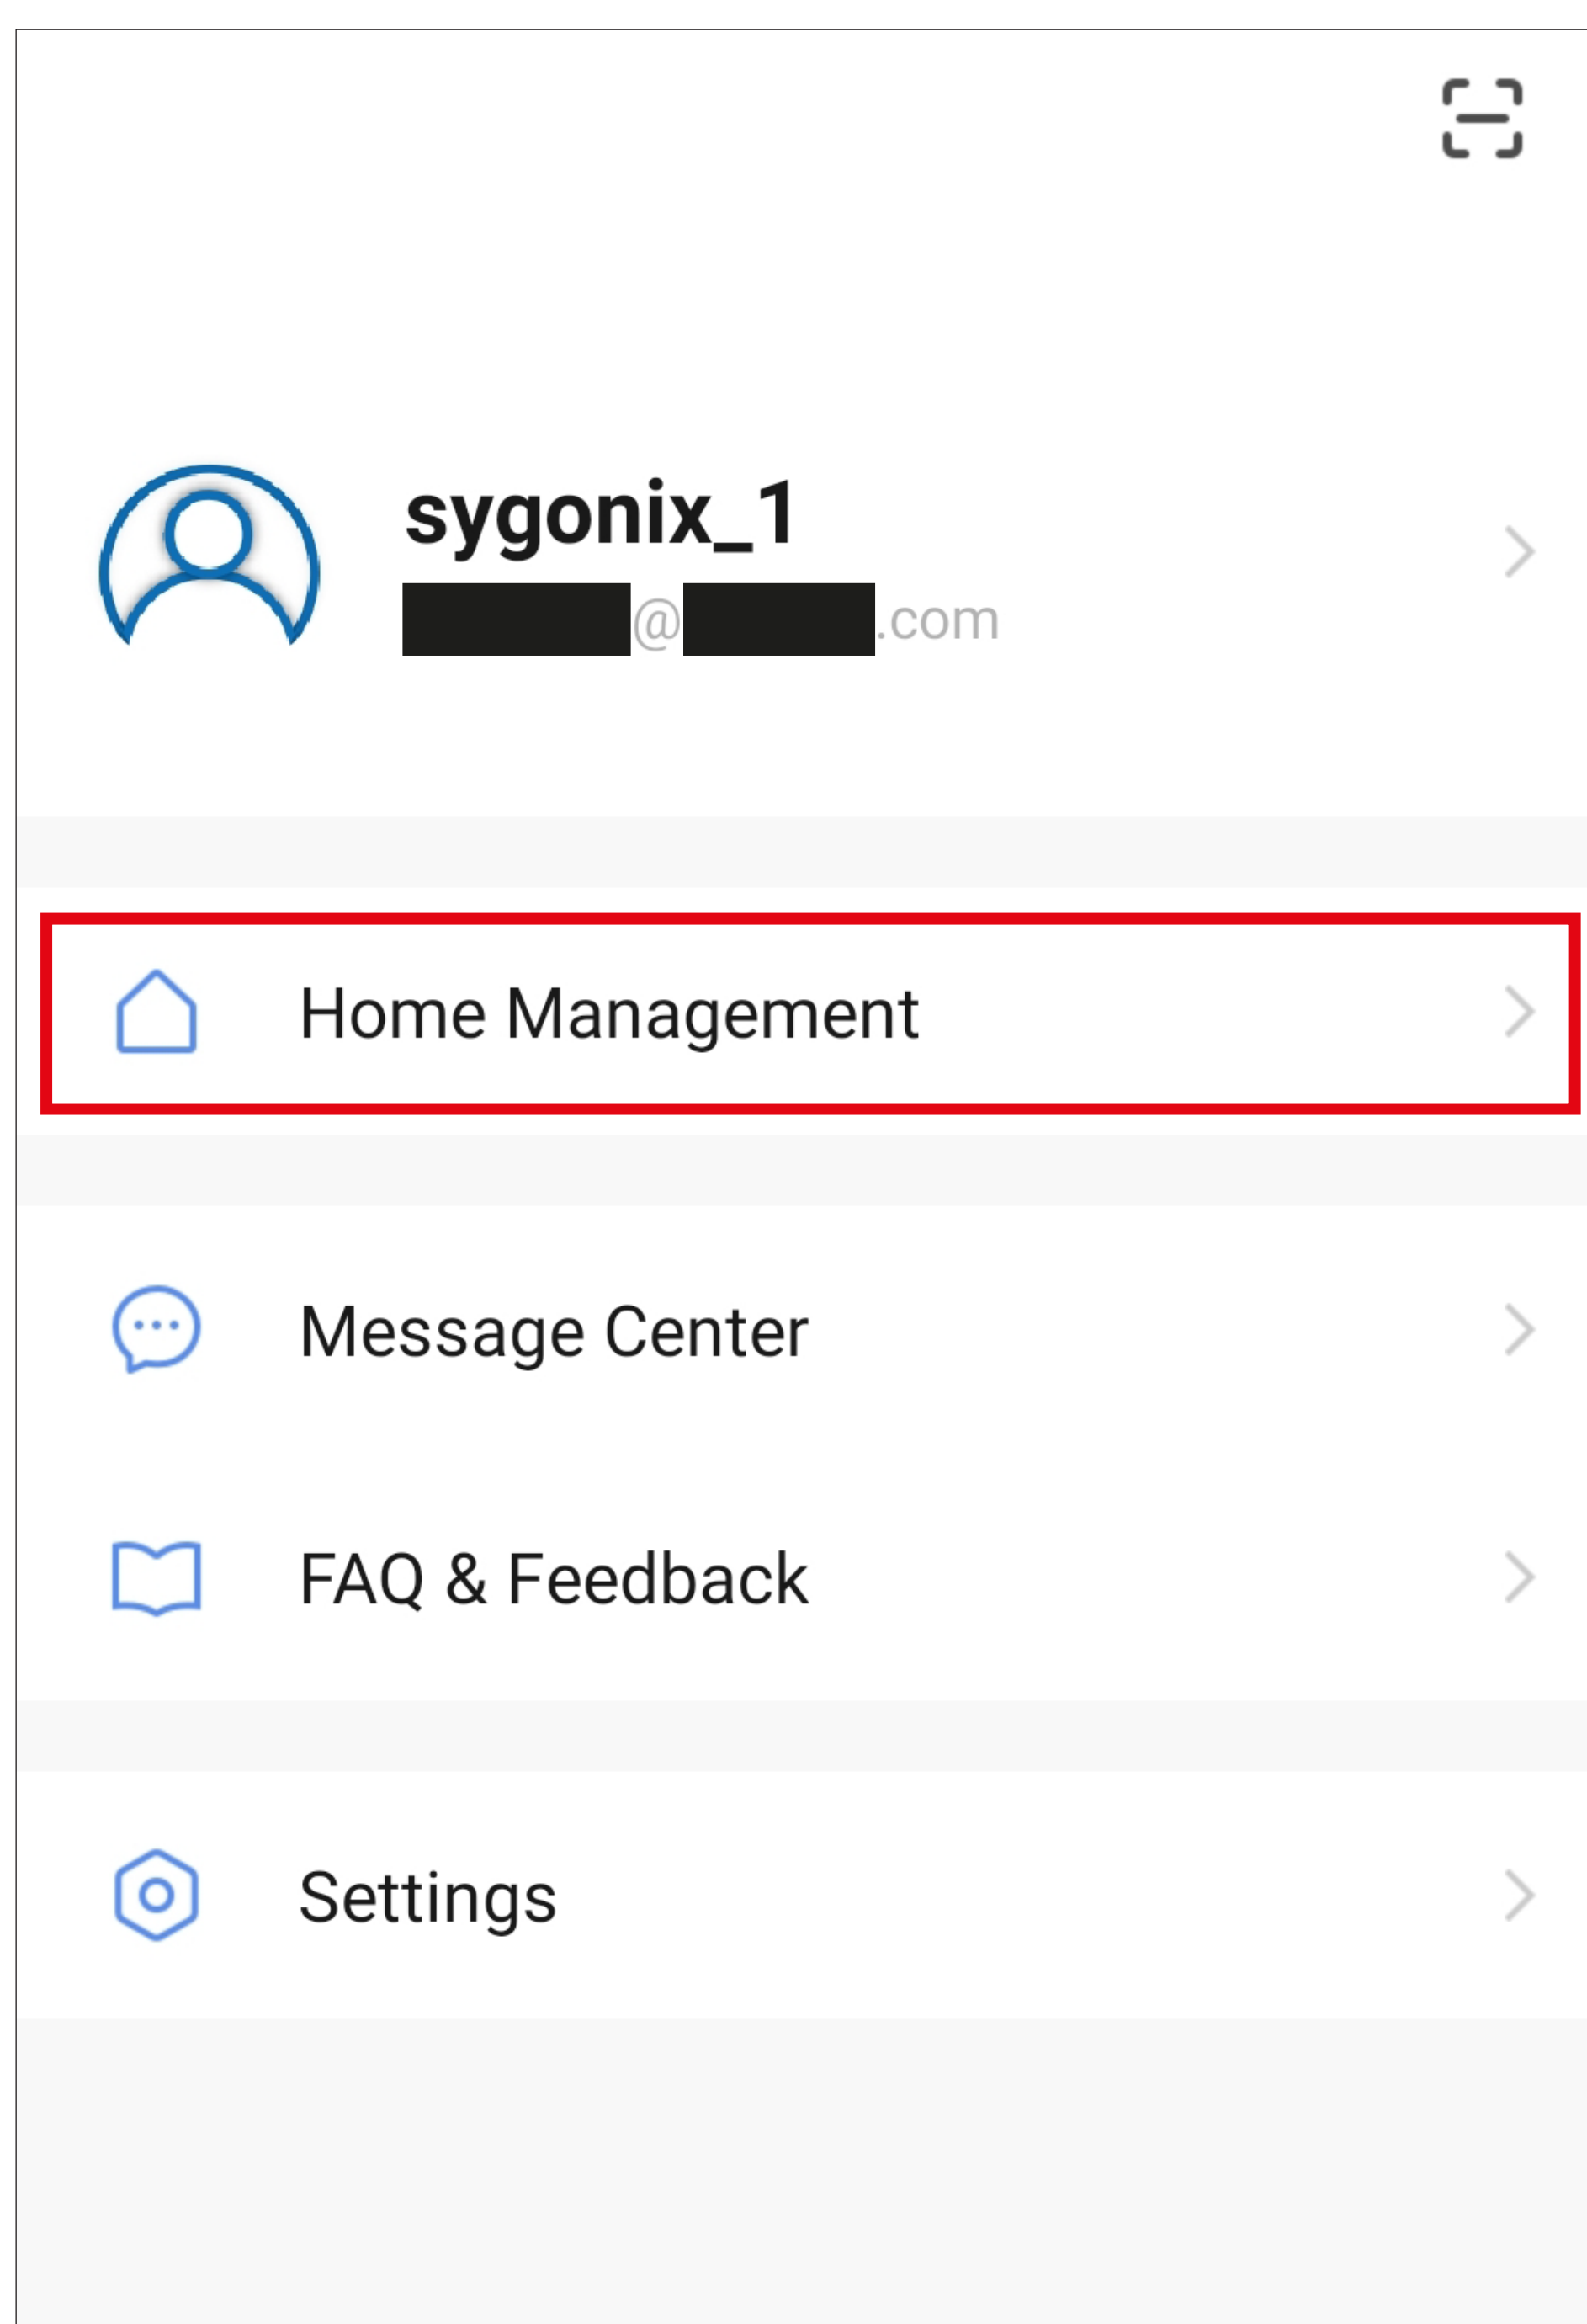 sygonix_1
@ .com
Home Management
Message Center
FAQ & Feedback
Settings